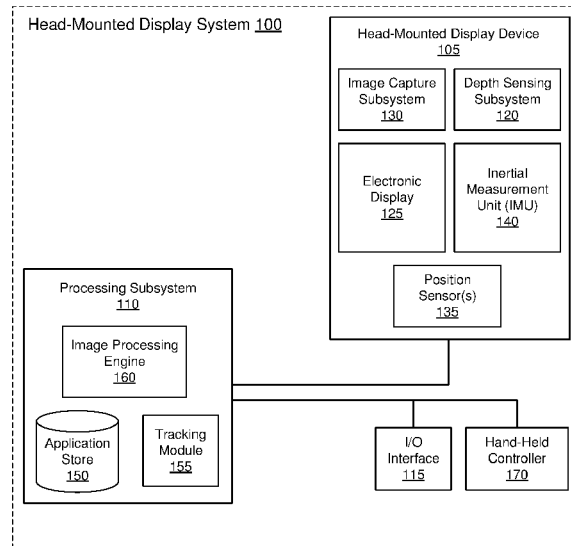 Head-Mounted Display System 100
Head-Mounted Display Device
105
Image Capture
Subsystem
130
Depth Sensing
Subsystem
120
Electronic
Display
125
Inertial
Measurement
Unit (IMU)
140
Position
Sensor(s)
135
Processing Subsystem
110
Image Processing
Engine
160
Application
Store
150
Tracking
Module
155
I/O
Interface
115
Hand-Held
Controller
170